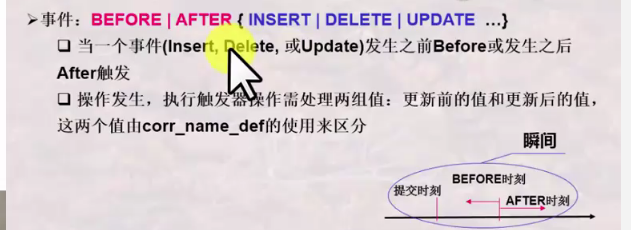 ➢事件：BEFORE | AFTER { INSERT | DELETE | UPDATE …}
❑ 当一个事件(Insert, Delete, 或Update)发生之前Before或发生之后
After触发
❑ 操作发生，执行触发器操作需处理两组值：更新前的值和更新后的值，
这两个值由corr_name_def的使用来区分
瞬间
BEFORE时刻
提交时刻
AFTER时刻